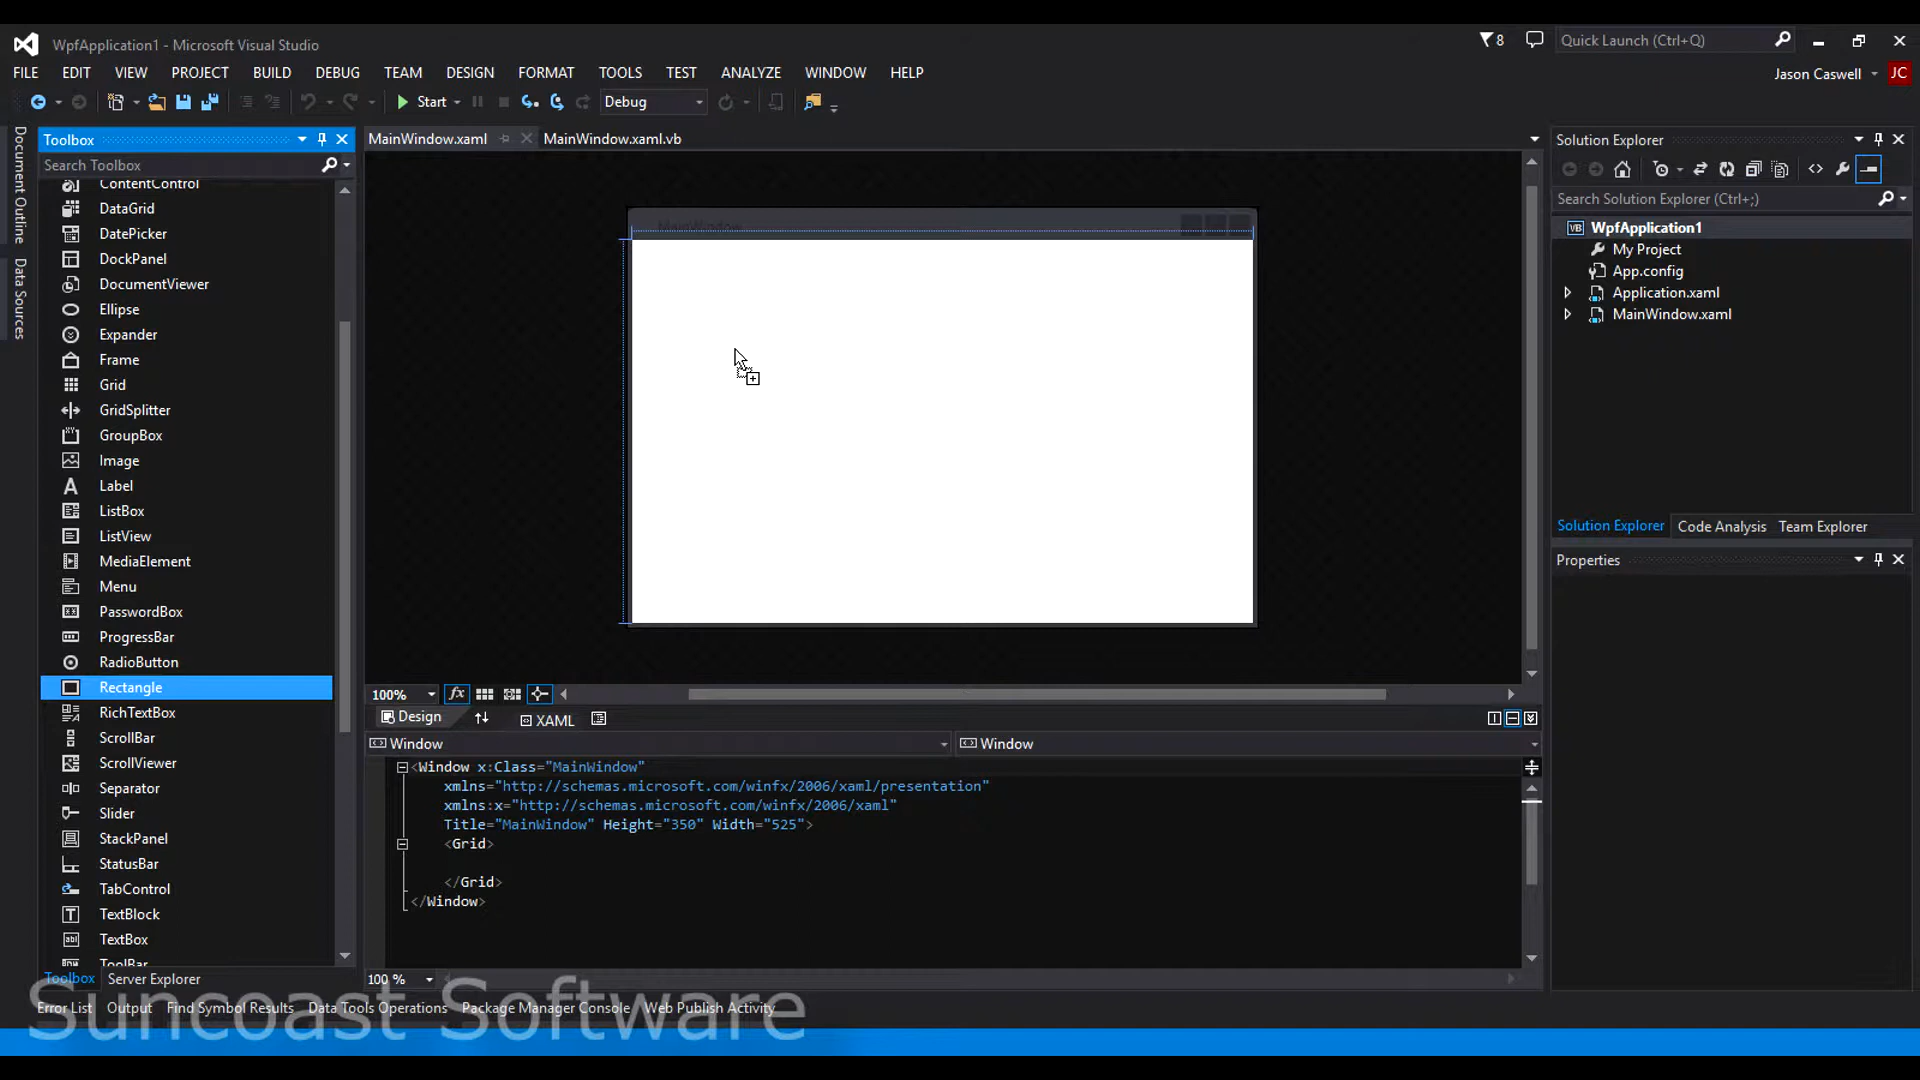 WpfApplication1 - Microsoft Visual Studio
8
Quick Launch (Ctrl+Q)
FILE EDIT VIEW PROJECT BUILD DEBUG TEAM DESIGN FORMAT TOOLS TEST ANALYZE WINDOW HELP
Jason Caswell JC
Start Debug
Document Outline
Data Sources
Toolbox
Search Toolbox
ContentControl
DataGrid
DatePicker
DockPanel
DocumentViewer
Ellipse
Expander
Frame
Grid
GridSplitter
GroupBox
Image
Label
ListBox
ListView
MediaElement
Menu
PasswordBox
ProgressBar
RadioButton
Rectangle
RichTextBox
ScrollBar
ScrollViewer
Separator
Slider
StackPanel
StatusBar
TabControl
TextBlock
TextBox
ToolBar
Toolbox Server Explorer
MainWindow.xaml MainWindow.xaml.vb
MainWindow
100%
Design XAML
Window Window
<Window x:Class="MainWindow"
xmlns="http://schemas.microsoft.com/winfx/2006/xaml/presentation"
xmlns:x="http://schemas.microsoft.com/winfx/2006/xaml"
Title="MainWindow" Height="350" Width="525">
<Grid>
</Grid>
</Window>
100 %
Solution Explorer
Search Solution Explorer (Ctrl+;)
VB WpfApplication1
My Project
App.config
Application.xaml
MainWindow.xaml
Solution Explorer Code Analysis Team Explorer
Properties
Error List Output Find Symbol Results Data Tools Operations Package Manager Console Web Publish Activity
Suncoast Software